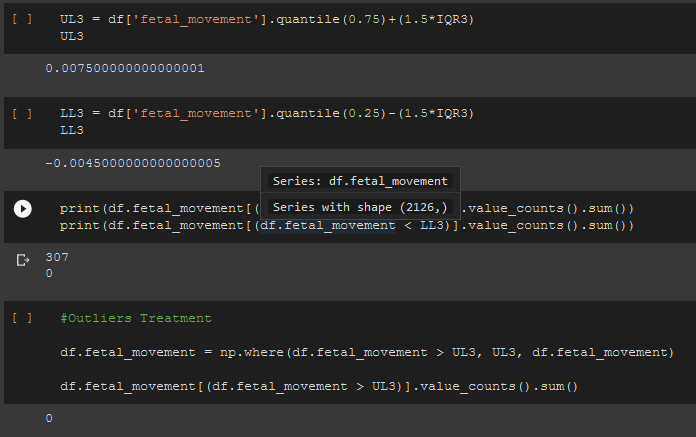 [ ] UL3 = df['fetal_movement'].quantile(0.75)+(1.5*IQR3)
UL3
0.007500000000000001
[ ] LL3 = df['fetal_movement'].quantile(0.25)-(1.5*IQR3)
LL3
-0.0045000000000000005
Series: df.fetal_movement
Series with shape (2126,)
print(df.fetal_movement[( .value_counts().sum())
print(df.fetal_movement[(df.fetal_movement < LL3)].value_counts().sum())
307
0
[ ] #Outliers Treatment
df.fetal_movement = np.where(df.fetal_movement > UL3, UL3, df.fetal_movement)
df.fetal_movement[(df.fetal_movement > UL3)].value_counts().sum()
0